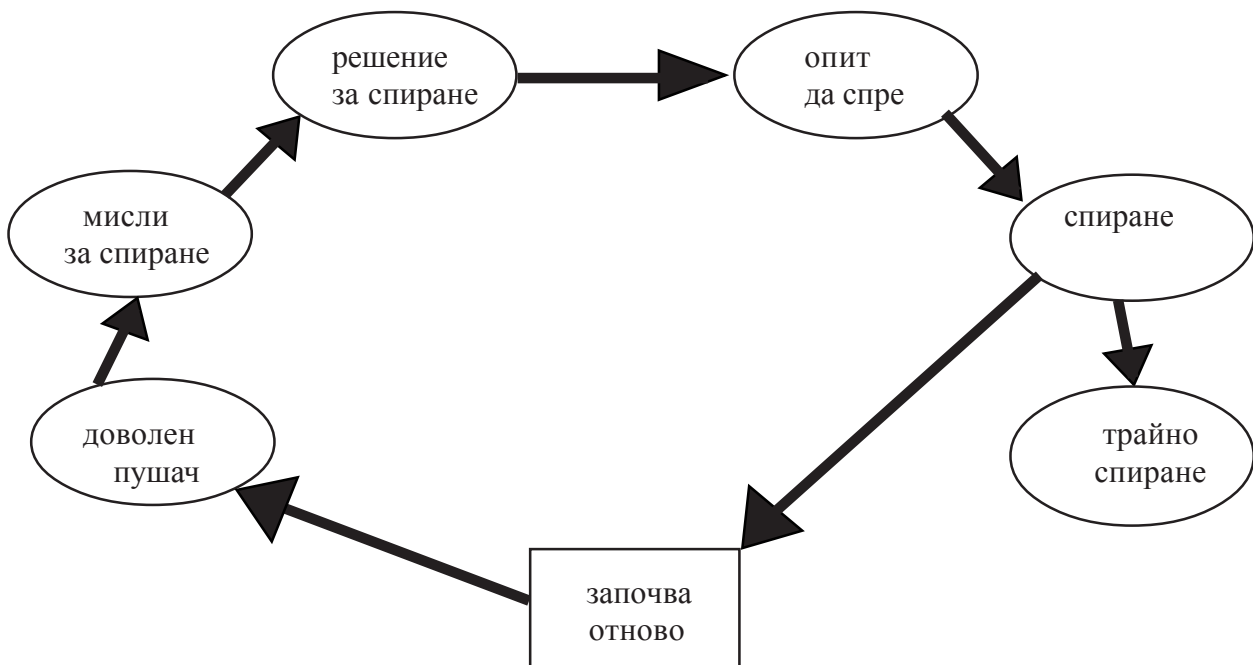 решение
за спиране
опит
да спре
мисли
за спиране
спиране
доволен
пушач
трайно
спиране
започва
отново